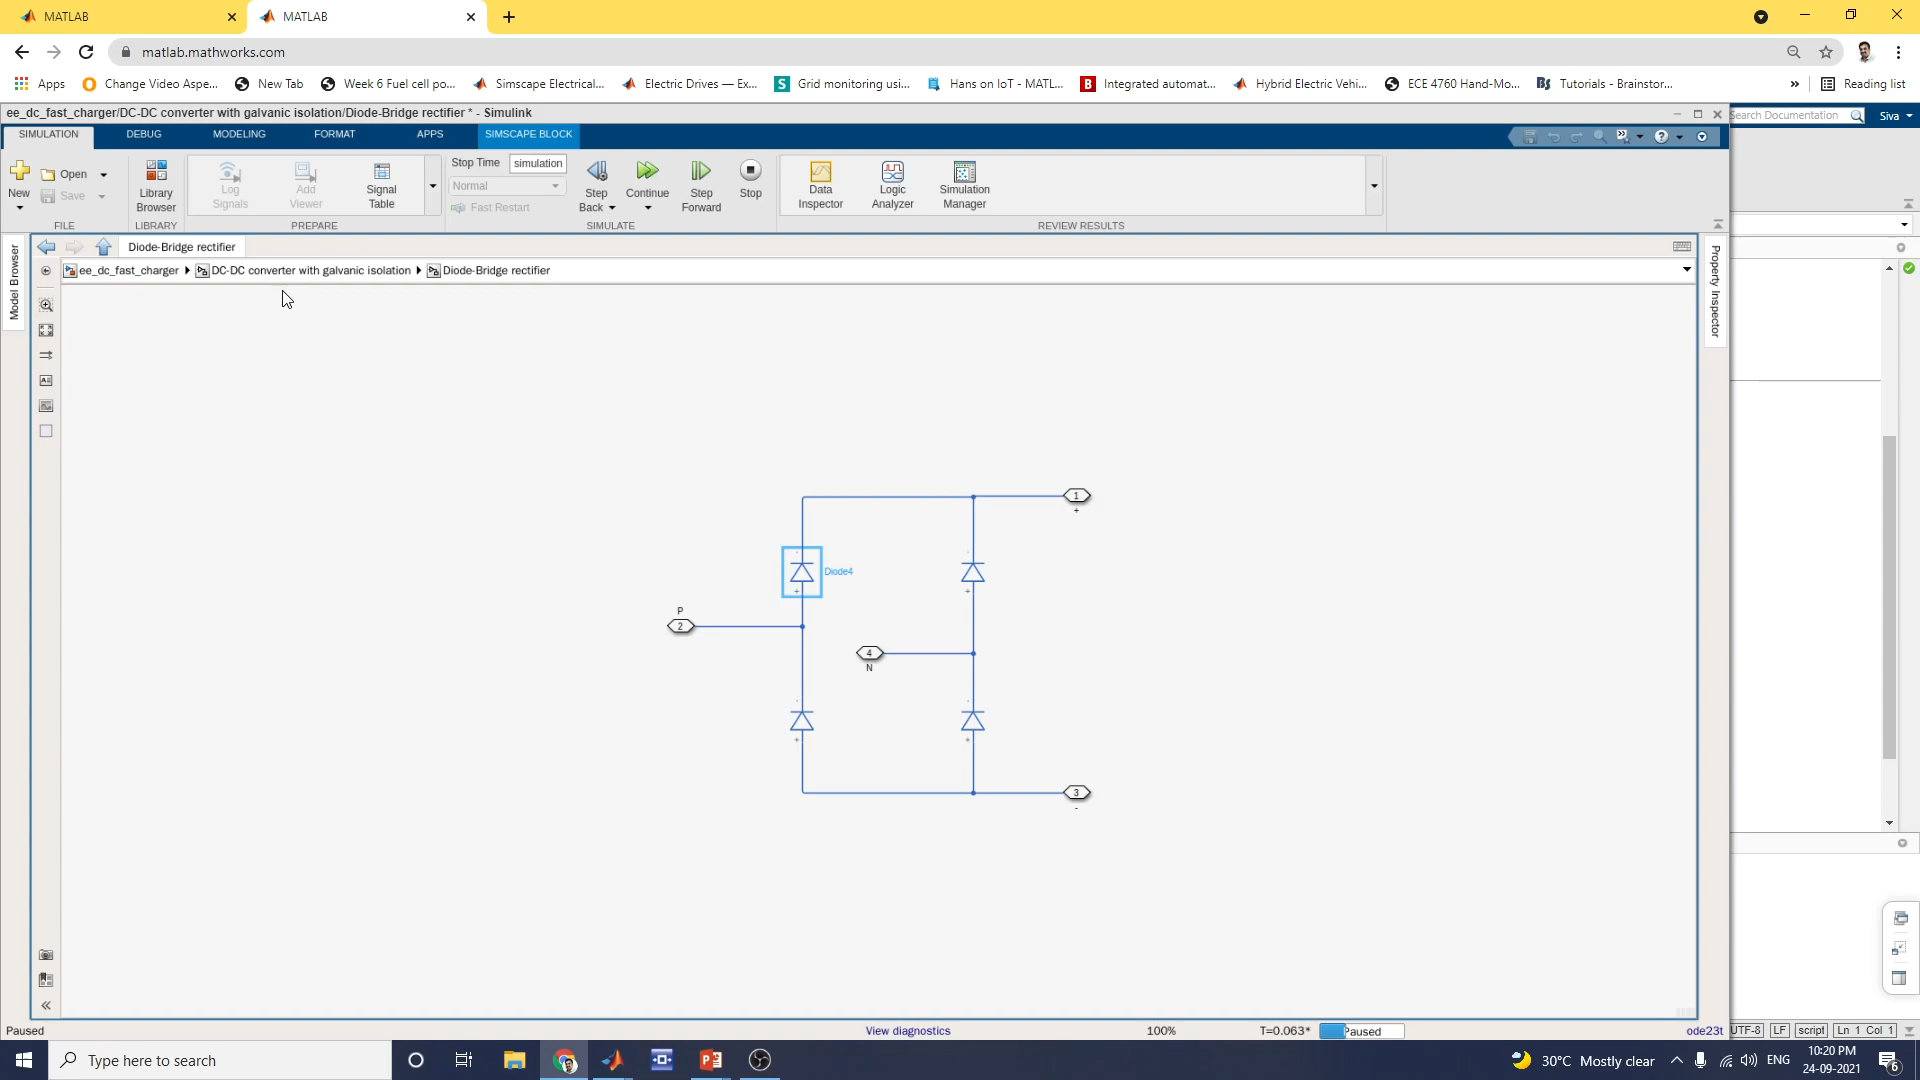 MATLAB
MATLAB
matlab.mathworks.com
Apps
Change Video Aspe...
New Tab
Week 6 Fuel cell po...
Simscape Electrical...
Electric Drives — Ex...
Grid monitoring usi...
Hans on IoT - MATL...
Integrated automat...
Hybrid Electric Vehi...
ECE 4760 Hand-Mo...
Tutorials - Brainstor...
»
Reading list
ee_dc_fast_charger/DC-DC converter with galvanic isolation/Diode-Bridge rectifier * - Simulink
Search Documentation
Siva
SIMULATION
DEBUG
MODELING
FORMAT
APPS
SIMSCAPE BLOCK
New
Open
Save
FILE
Library
Browser
LIBRARY
Log
Signals
Add
Viewer
Signal
Table
PREPARE
Stop Time
simulation
Normal
Fast Restart
Step
Back
Continue
Step
Forward
Stop
SIMULATE
Data
Inspector
Logic
Analyzer
Simulation
Manager
REVIEW RESULTS
Model Browser
Diode-Bridge rectifier
ee_dc_fast_charger
DC-DC converter with galvanic isolation
Diode-Bridge rectifier
Property Inspector
1
+
Diode4
+
+
P
2
4
N
+
+
3
-
Paused
View diagnostics
100%
T=0.063*
Paused
ode23t
UTF-8
LF
script
Ln 1 Col 1
Type here to search
30°C Mostly clear
ENG
10:20 PM
24-09-2021
6